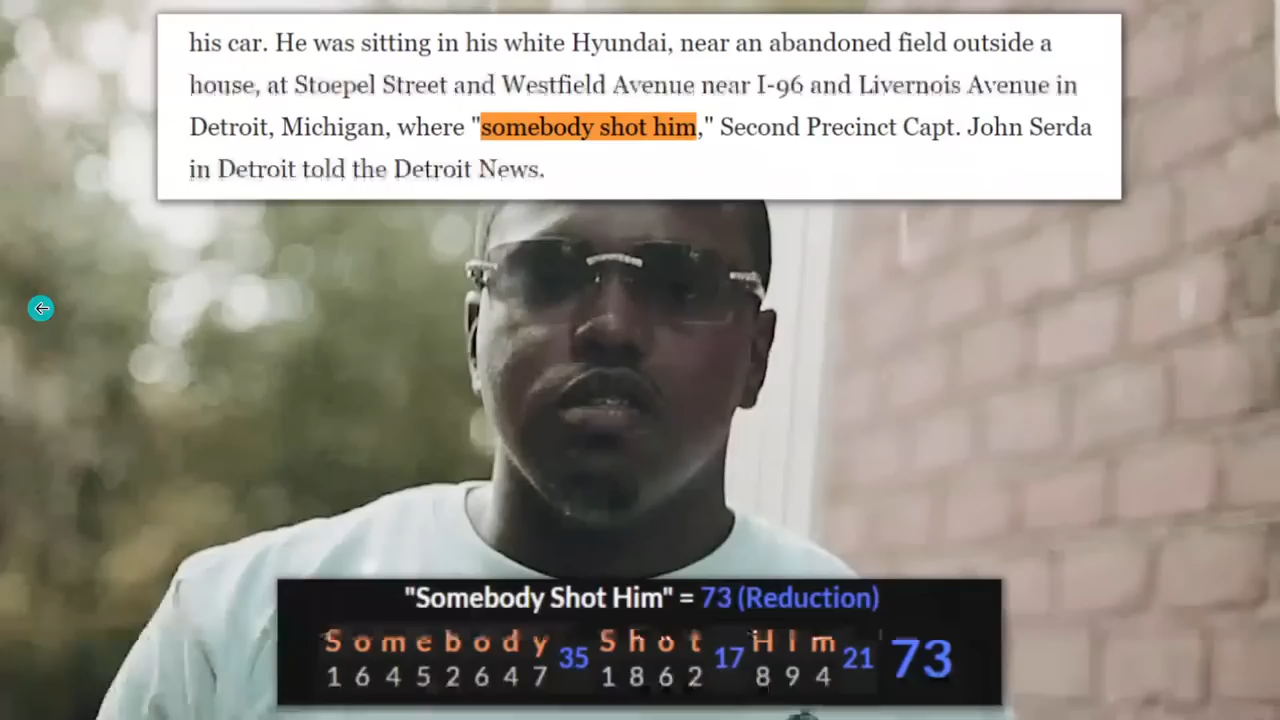 his car. He was sitting in his white Hyundai, near an abandoned field outside a
house, at Stoepel Street and Westfield Avenue near I-96 and Livernois Avenue in
Detroit, Michigan, where "somebody shot him," Second Precinct Capt. John Serda
in Detroit told the Detroit News.
"Somebody Shot Him" = 73 (Reduction)
S o m e b o d y 35 S h o t 17 H i m 21 73
1 6 4 5 2 6 4 7 1 8 6 2 8 9 4